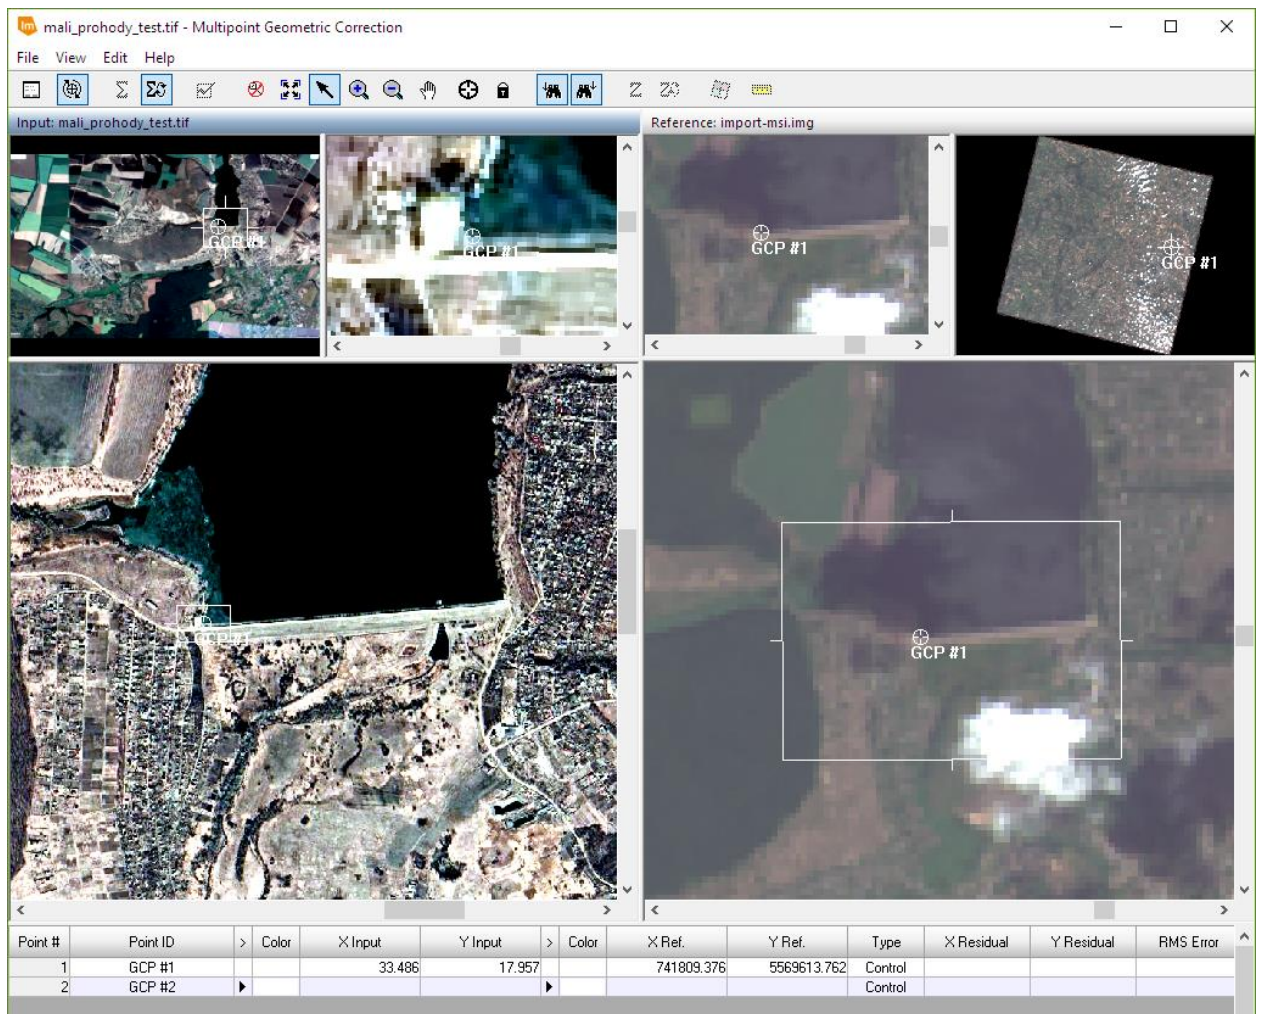 mali_prohody_test.tif - Multipoint Geometric Correction
File View Edit Help
Input: mali_prohody_test.tif
Reference: import-msi.img
GCP #1
GCP #1
GCP #1
GCP #1
GCP #1
GCP #1
Point # Point ID > Color X Input Y Input > Color X Ref. Y Ref. Type X Residual Y Residual RMS Error
1 GCP #1 33.486 17.957 741809.376 5569613.762 Control
2 GCP #2 Control